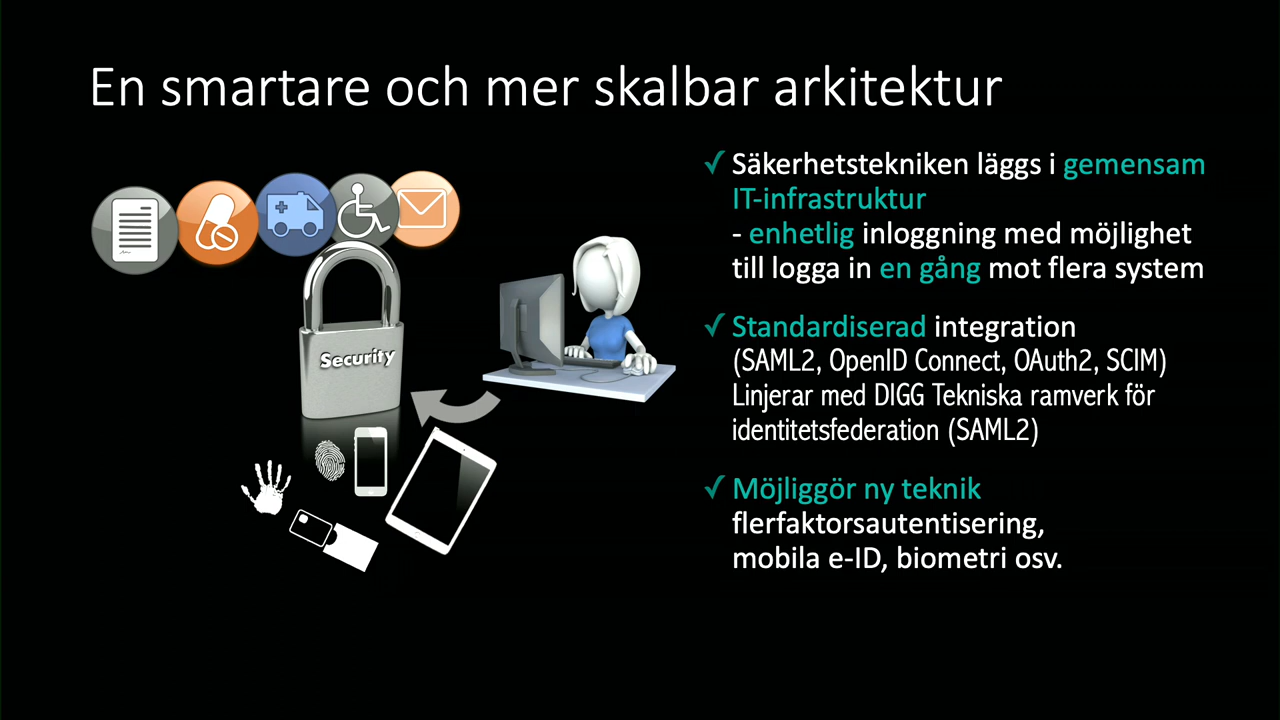 En smartare och mer skalbar arkitektur
✓ Säkerhetstekniken läggs i gemensam
IT-infrastruktur
- enhetlig inloggning med möjlighet
till logga in en gång mot flera system
✓ Standardiserad integration
(SAML2, OpenID Connect, OAuth2, SCIM)
Linjerar med DIGG Tekniska ramverk för
identitetsfederation (SAML2)
✓ Möjliggör ny teknik
flerfaktorsautentisering,
mobila e-ID, biometri osv.
Security